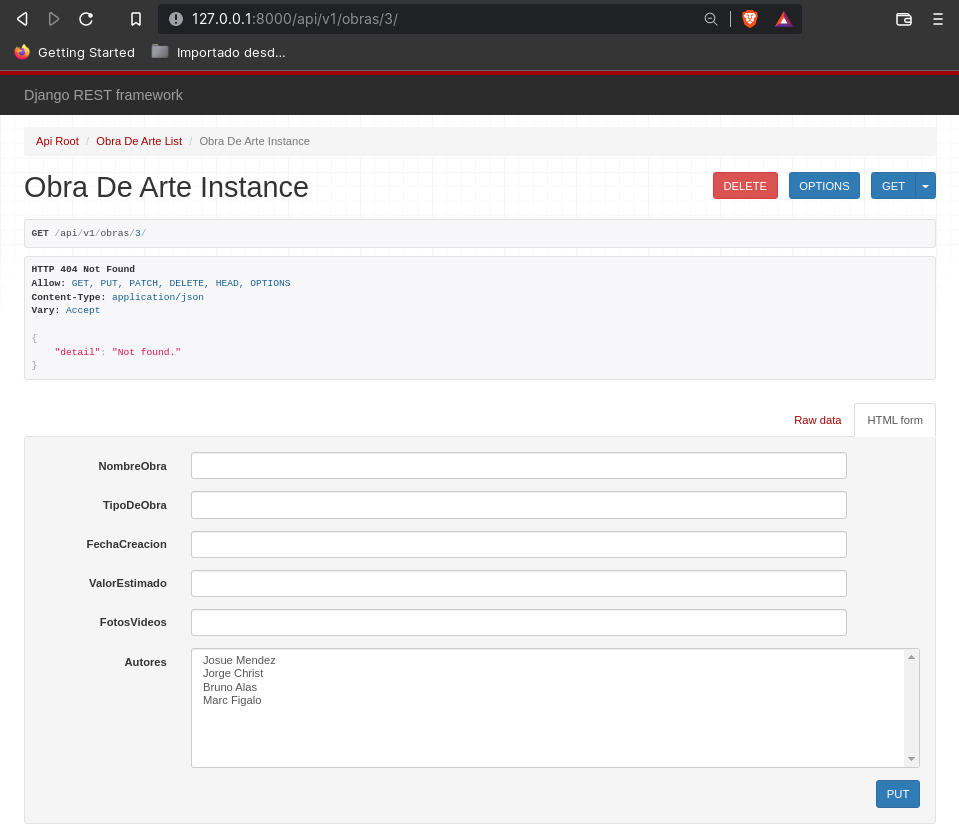 127.0.0.1:8000/api/v1/obras/3/
Getting Started Importado desd...
Django REST framework
Api Root / Obra De Arte List / Obra De Arte Instance
Obra De Arte Instance
DELETE OPTIONS GET
GET /api/v1/obras/3/
HTTP 404 Not Found
Allow: GET, PUT, PATCH, DELETE, HEAD, OPTIONS
Content-Type: application/json
Vary: Accept
{
"detail": "Not found."
}
Raw data HTML form
NombreObra
TipoDeObra
FechaCreacion
ValorEstimado
FotosVideos
Autores
Josue Mendez
Jorge Christ
Bruno Alas
Marc Figalo
PUT